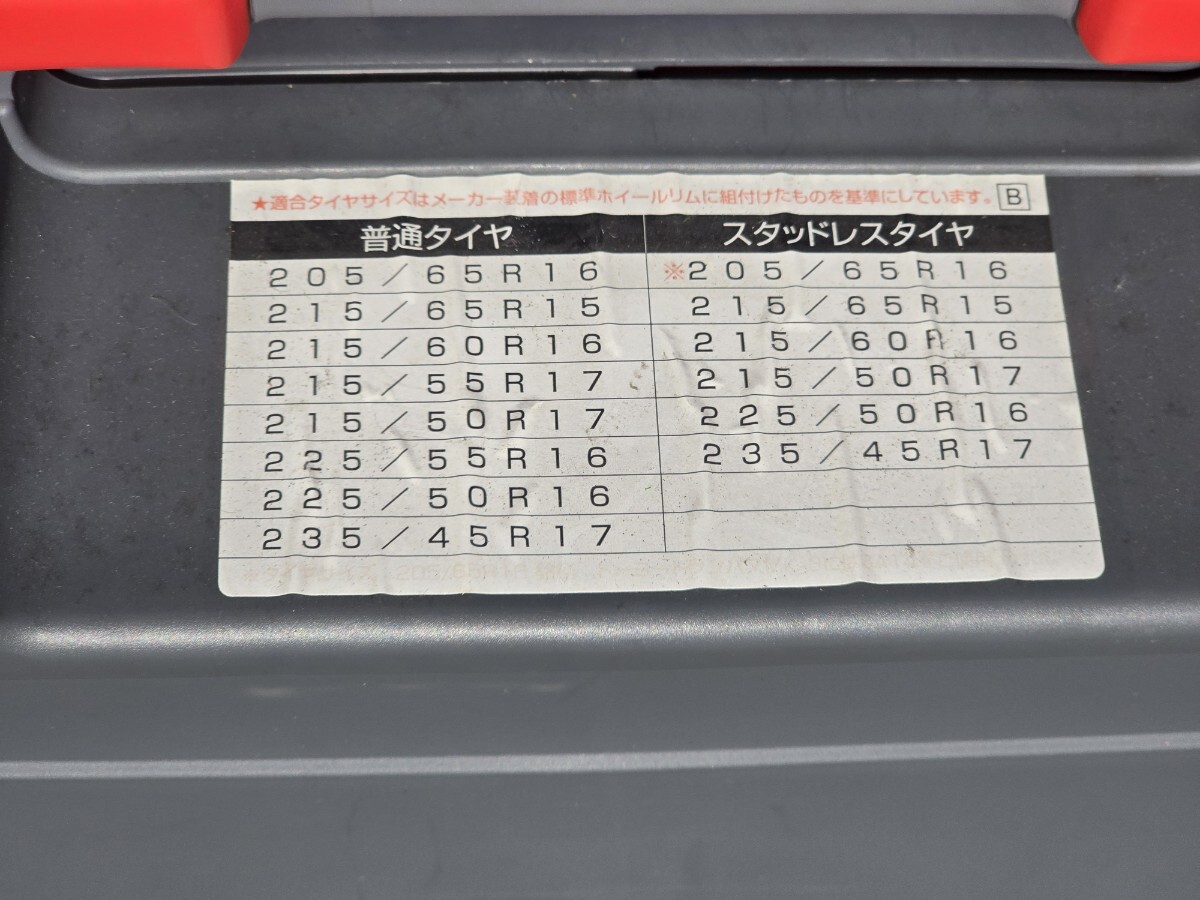 ★適合タイヤサイズはメーカー装着の標準ホイールリムに組付けたものを基準にしています。 B
普通タイヤ スタッドレスタイヤ
205／65R16 ※205／65R16
215／65R15 215／65R15
215／60R16 215／60R16
215／55R17 215／50R17
215／50R17 225／50R16
225／55R16 235／45R17
225／50R16
235／45R17